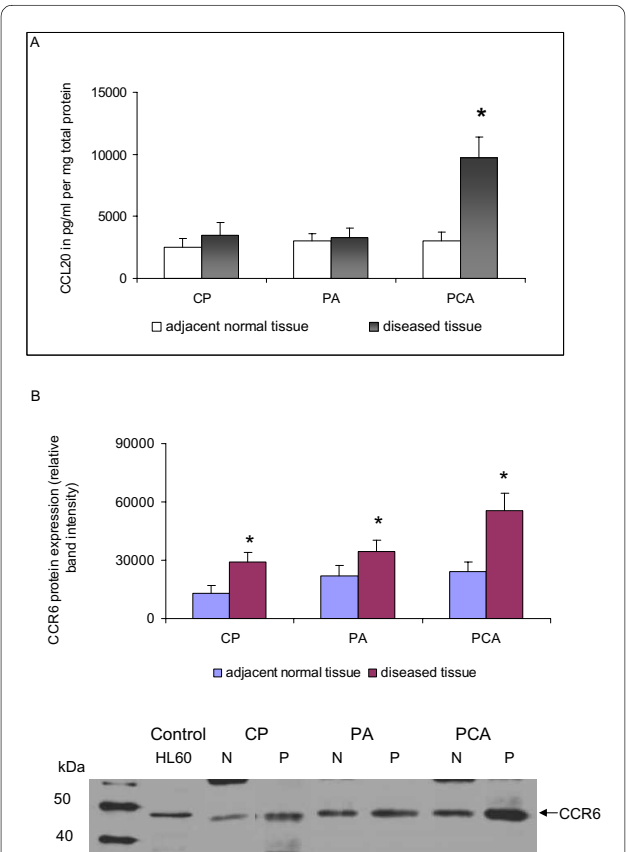 A
CCL20 in pg/ml per mg total protein
15000
10000
5000
0
*
CP PA PCA
adjacent normal tissue diseased tissue
B
CCR6 protein expression (relative
band intensity)
90000
60000
30000
0
* * *
CP PA PCA
adjacent normal tissue diseased tissue
Control CP PA PCA
kDa HL60 N P N P N P
50
CCR6
40